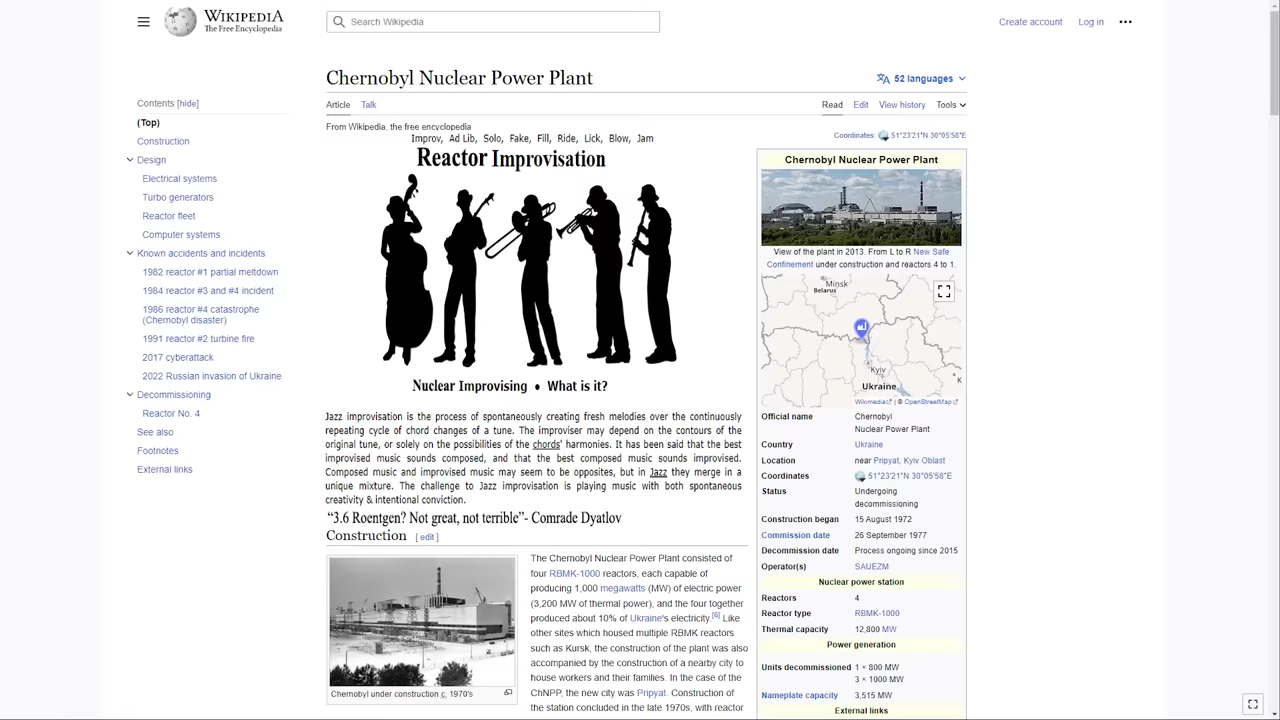 WIKIPEDIA
The Free Encyclopedia
Search Wikipedia
Create account
Log in
Chernobyl Nuclear Power Plant
52 languages
Article
Talk
Read
Edit
View history
Tools
Contents [hide]
(Top)
Construction
Design
Electrical systems
Turbo generators
Reactor fleet
Computer systems
Known accidents and incidents
1982 reactor #1 partial meltdown
1984 reactor #3 and #4 incident
1986 reactor #4 catastrophe
(Chernobyl disaster)
1991 reactor #2 turbine fire
2017 cyberattack
2022 Russian invasion of Ukraine
Decommissioning
Reactor No. 4
See also
Footnotes
External links
From Wikipedia, the free encyclopedia
Coordinates: 51°23′21″N 30°05′58″E
Improv, Ad Lib, Solo, Fake, Fill, Ride, Lick, Blow, Jam
Reactor Improvisation
Nuclear Improvising • What is it?
Jazz improvisation is the process of spontaneously creating fresh melodies over the continuously
repeating cycle of chord changes of a tune. The improviser may depend on the contours of the
original tune, or solely on the possibilities of the chords' harmonies. It has been said that the best
improvised music sounds composed, and that the best composed music sounds improvised.
Composed music and improvised music may seem to be opposites, but in Jazz they merge in a
unique mixture. The challenge to Jazz improvisation is playing music with both spontaneous
creativity & intentional conviction.
“3.6 Roentgen? Not great, not terrible”- Comrade Dyatlov
Construction [ edit ]
Chernobyl under construction c. 1970's
The Chernobyl Nuclear Power Plant consisted of
four RBMK-1000 reactors, each capable of
producing 1,000 megawatts (MW) of electric power
(3,200 MW of thermal power), and the four together
produced about 10% of Ukraine's electricity.[6] Like
other sites which housed multiple RBMK reactors
such as Kursk, the construction of the plant was also
accompanied by the construction of a nearby city to
house workers and their families. In the case of the
ChNPP, the new city was Pripyat. Construction of
the station concluded in the late 1970s, with reactor
Chernobyl Nuclear Power Plant
View of the plant in 2013. From L to R New Safe
Confinement under construction and reactors 4 to 1.
Minsk
Belarus
Kyiv
K
Ukraine
Wikimedia | © OpenStreetMap
Official name Chernobyl
Nuclear Power Plant
Country Ukraine
Location near Pripyat, Kyiv Oblast
Coordinates 51°23′21″N 30°05′58″E
Status Undergoing
decommissioning
Construction began 15 August 1972
Commission date 26 September 1977
Decommission date Process ongoing since 2015
Operator(s) SAUEZM
Nuclear power station
Reactors 4
Reactor type RBMK-1000
Thermal capacity 12,800 MW
Power generation
Units decommissioned 1 × 800 MW
3 × 1000 MW
Nameplate capacity 3,515 MW
External links